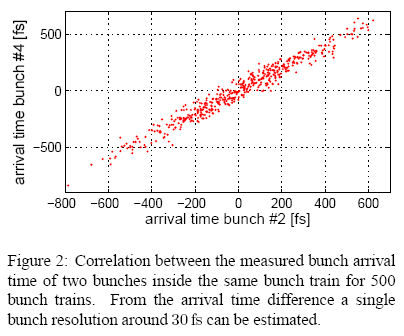 500
0
−500
−800 −600 −400 −200 0 200 400 600
arrival time bunch #4 [fs]
arrival time bunch #2 [fs]
Figure 2: Correlation between the measured bunch arrival
time of two bunches inside the same bunch train for 500
bunch trains. From the arrival time difference a single
bunch resolution around 30 fs can be estimated.